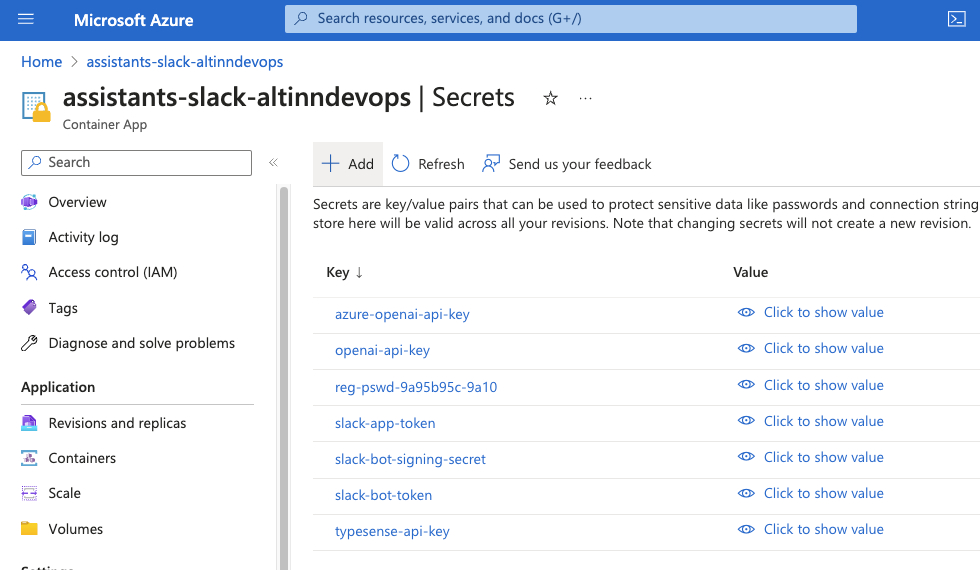 Microsoft Azure
Search resources, services, and docs (G+/)
Home > assistants-slack-altinndevops
assistants-slack-altinndevops | Secrets
Container App
Search
Overview
Activity log
Access control (IAM)
Tags
Diagnose and solve problems
Application
Revisions and replicas
Containers
Scale
Volumes
Add Refresh Send us your feedback
Secrets are key/value pairs that can be used to protect sensitive data like passwords and connection string
store here will be valid across all your revisions. Note that changing secrets will not create a new revision.
Key ↓ Value
azure-openai-api-key Click to show value
openai-api-key Click to show value
reg-pswd-9a95b95c-9a10 Click to show value
slack-app-token Click to show value
slack-bot-signing-secret Click to show value
slack-bot-token Click to show value
typesense-api-key Click to show value